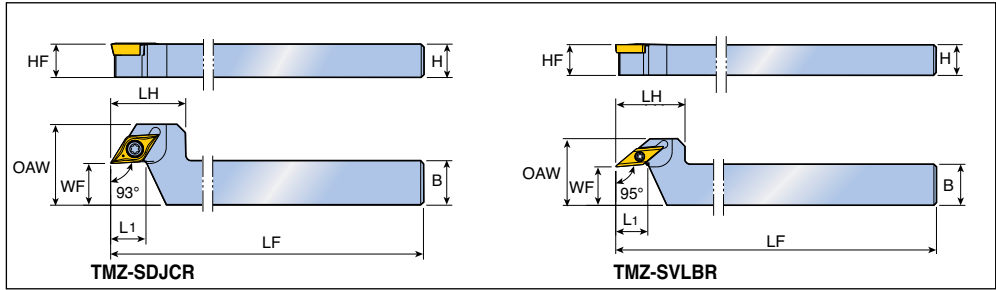 HF
H
LH
OAW
WF
93°
B
L1
LF
TMZ-SDJCR
HF
H
LH
OAW
WF
95°
B
L1
LF
TMZ-SVLBR